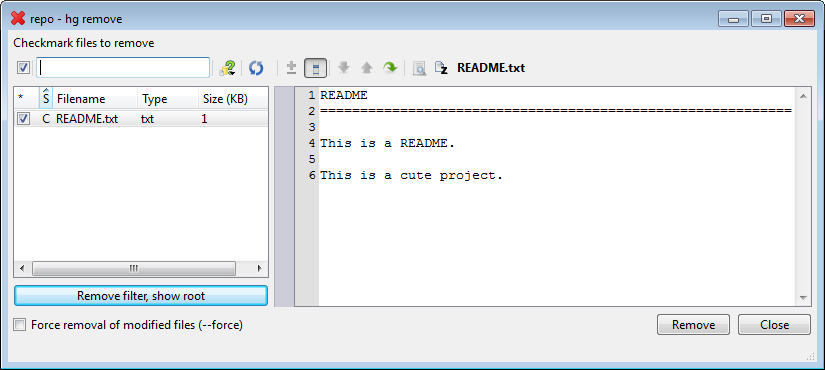 repo - hg remove
Checkmark files to remove
README.txt
* S Filename Type Size (KB)
C README.txt txt 1
1 README
2 ===========================================================
3
4 This is a README.
5
6 This is a cute project.
Remove filter, show root
Force removal of modified files (--force)
Remove
Close